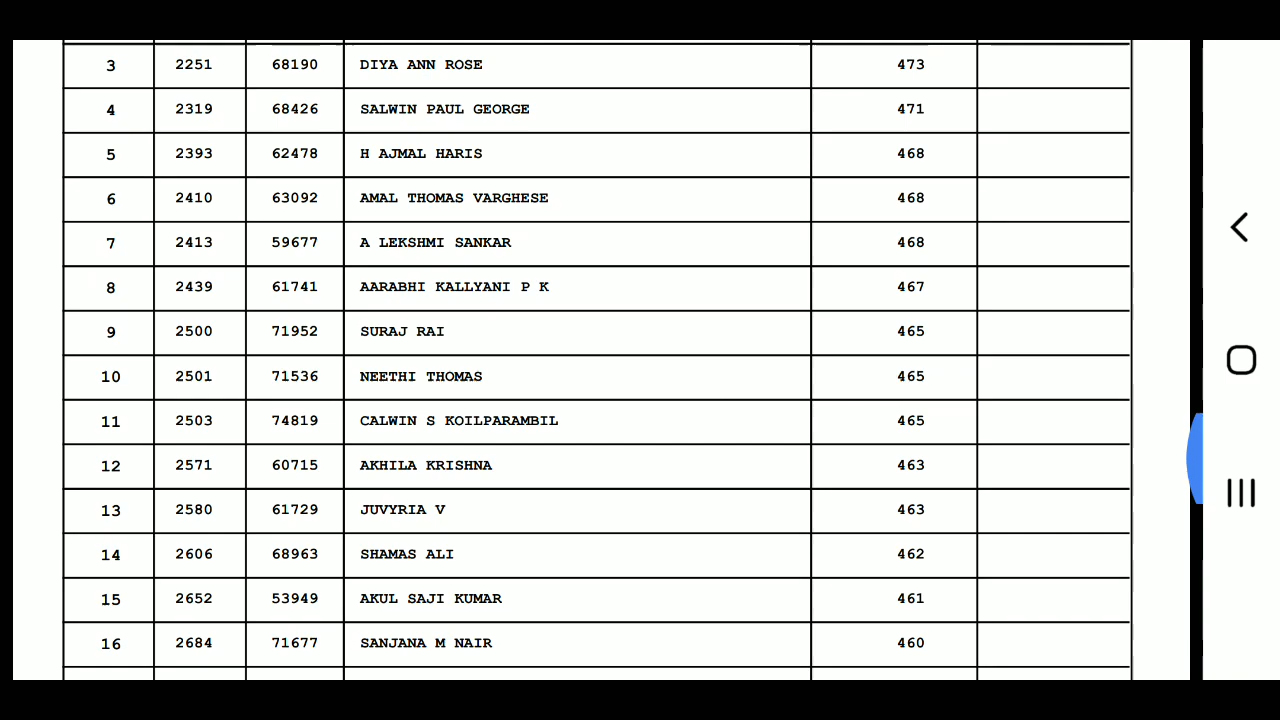 3 2251 68190 DIYA ANN ROSE 473
4 2319 68426 SALWIN PAUL GEORGE 471
5 2393 62478 H AJMAL HARIS 468
6 2410 63092 AMAL THOMAS VARGHESE 468
7 2413 59677 A LEKSHMI SANKAR 468
8 2439 61741 AARABHI KALLYANI P K 467
9 2500 71952 SURAJ RAI 465
10 2501 71536 NEETHI THOMAS 465
11 2503 74819 CALWIN S KOILPARAMBIL 465
12 2571 60715 AKHILA KRISHNA 463
13 2580 61729 JUVYRIA V 463
14 2606 68963 SHAMAS ALI 462
15 2652 53949 AKUL SAJI KUMAR 461
16 2684 71677 SANJANA M NAIR 460